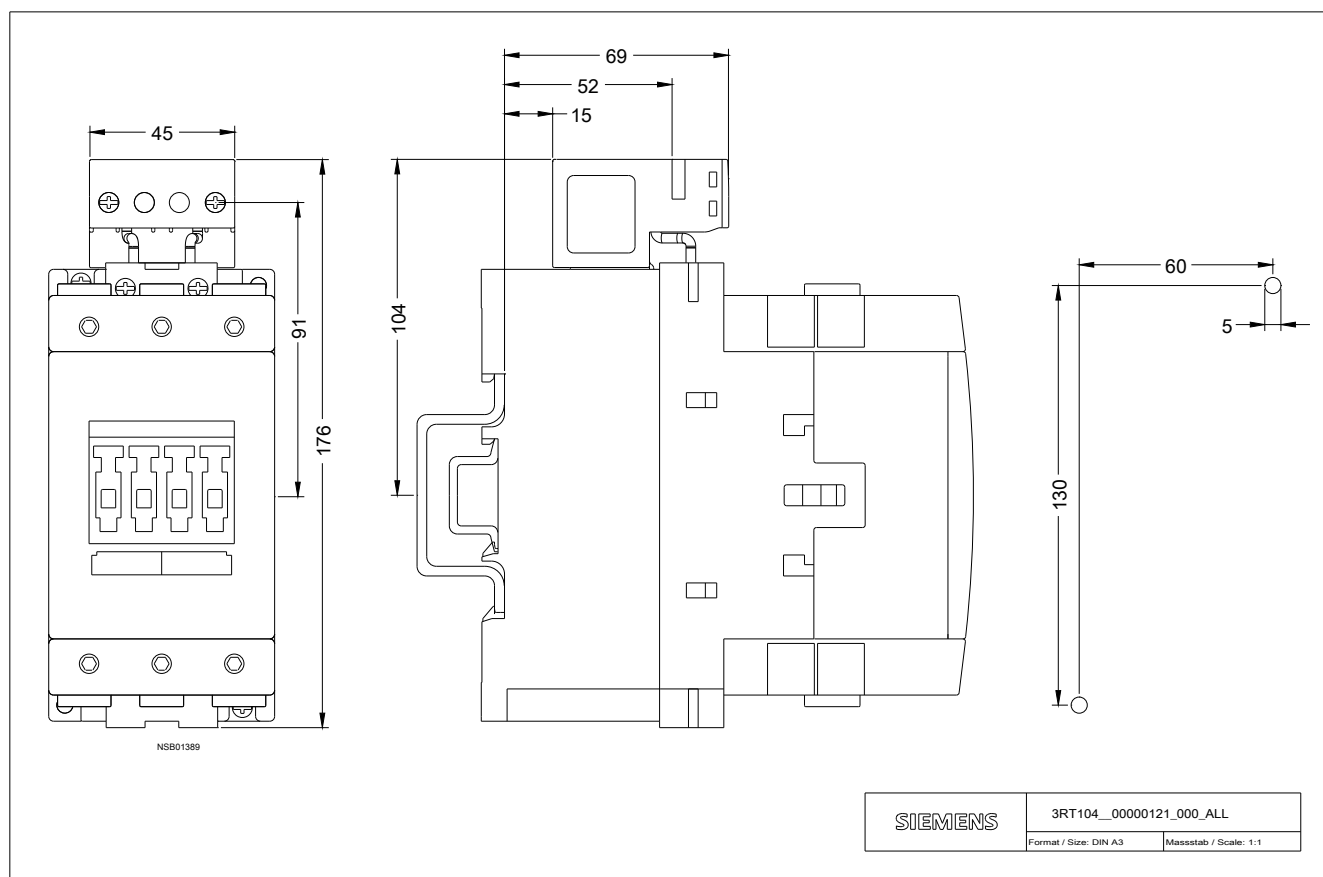 69
52
15
45
60
5
91
104
176
130
NSB01389
SIEMENS
3RT104__00000121_000_ALL
Format / Size: DIN A3
Massstab / Scale: 1:1